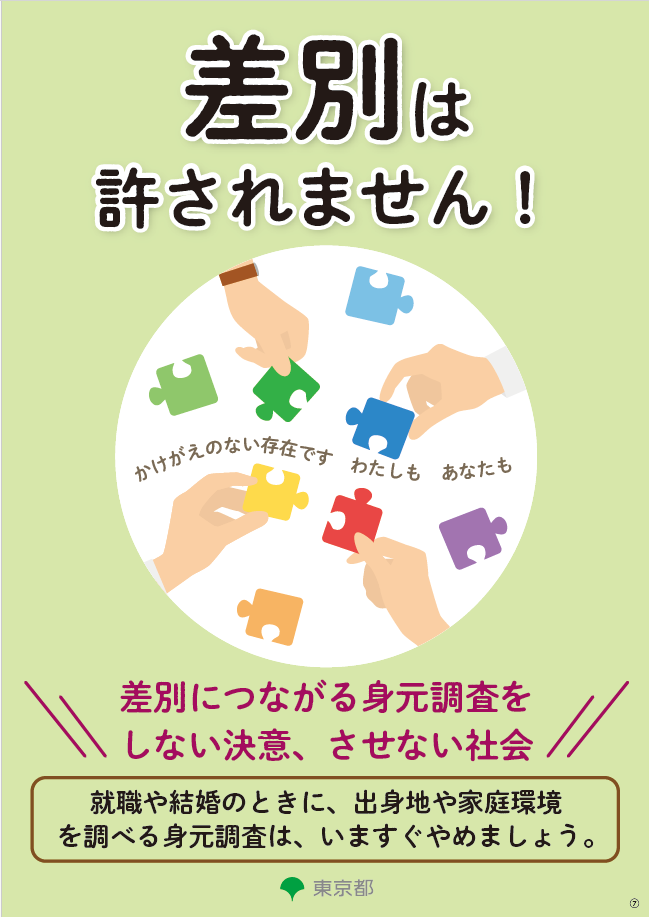 差別は
許されません！
かけがえのない存在です　わたしも　あなたも
差別につながる身元調査を
しない決意、させない社会
就職や結婚のときに、出身地や家庭環境
を調べる身元調査は、いますぐやめましょう。
東京都
⑦